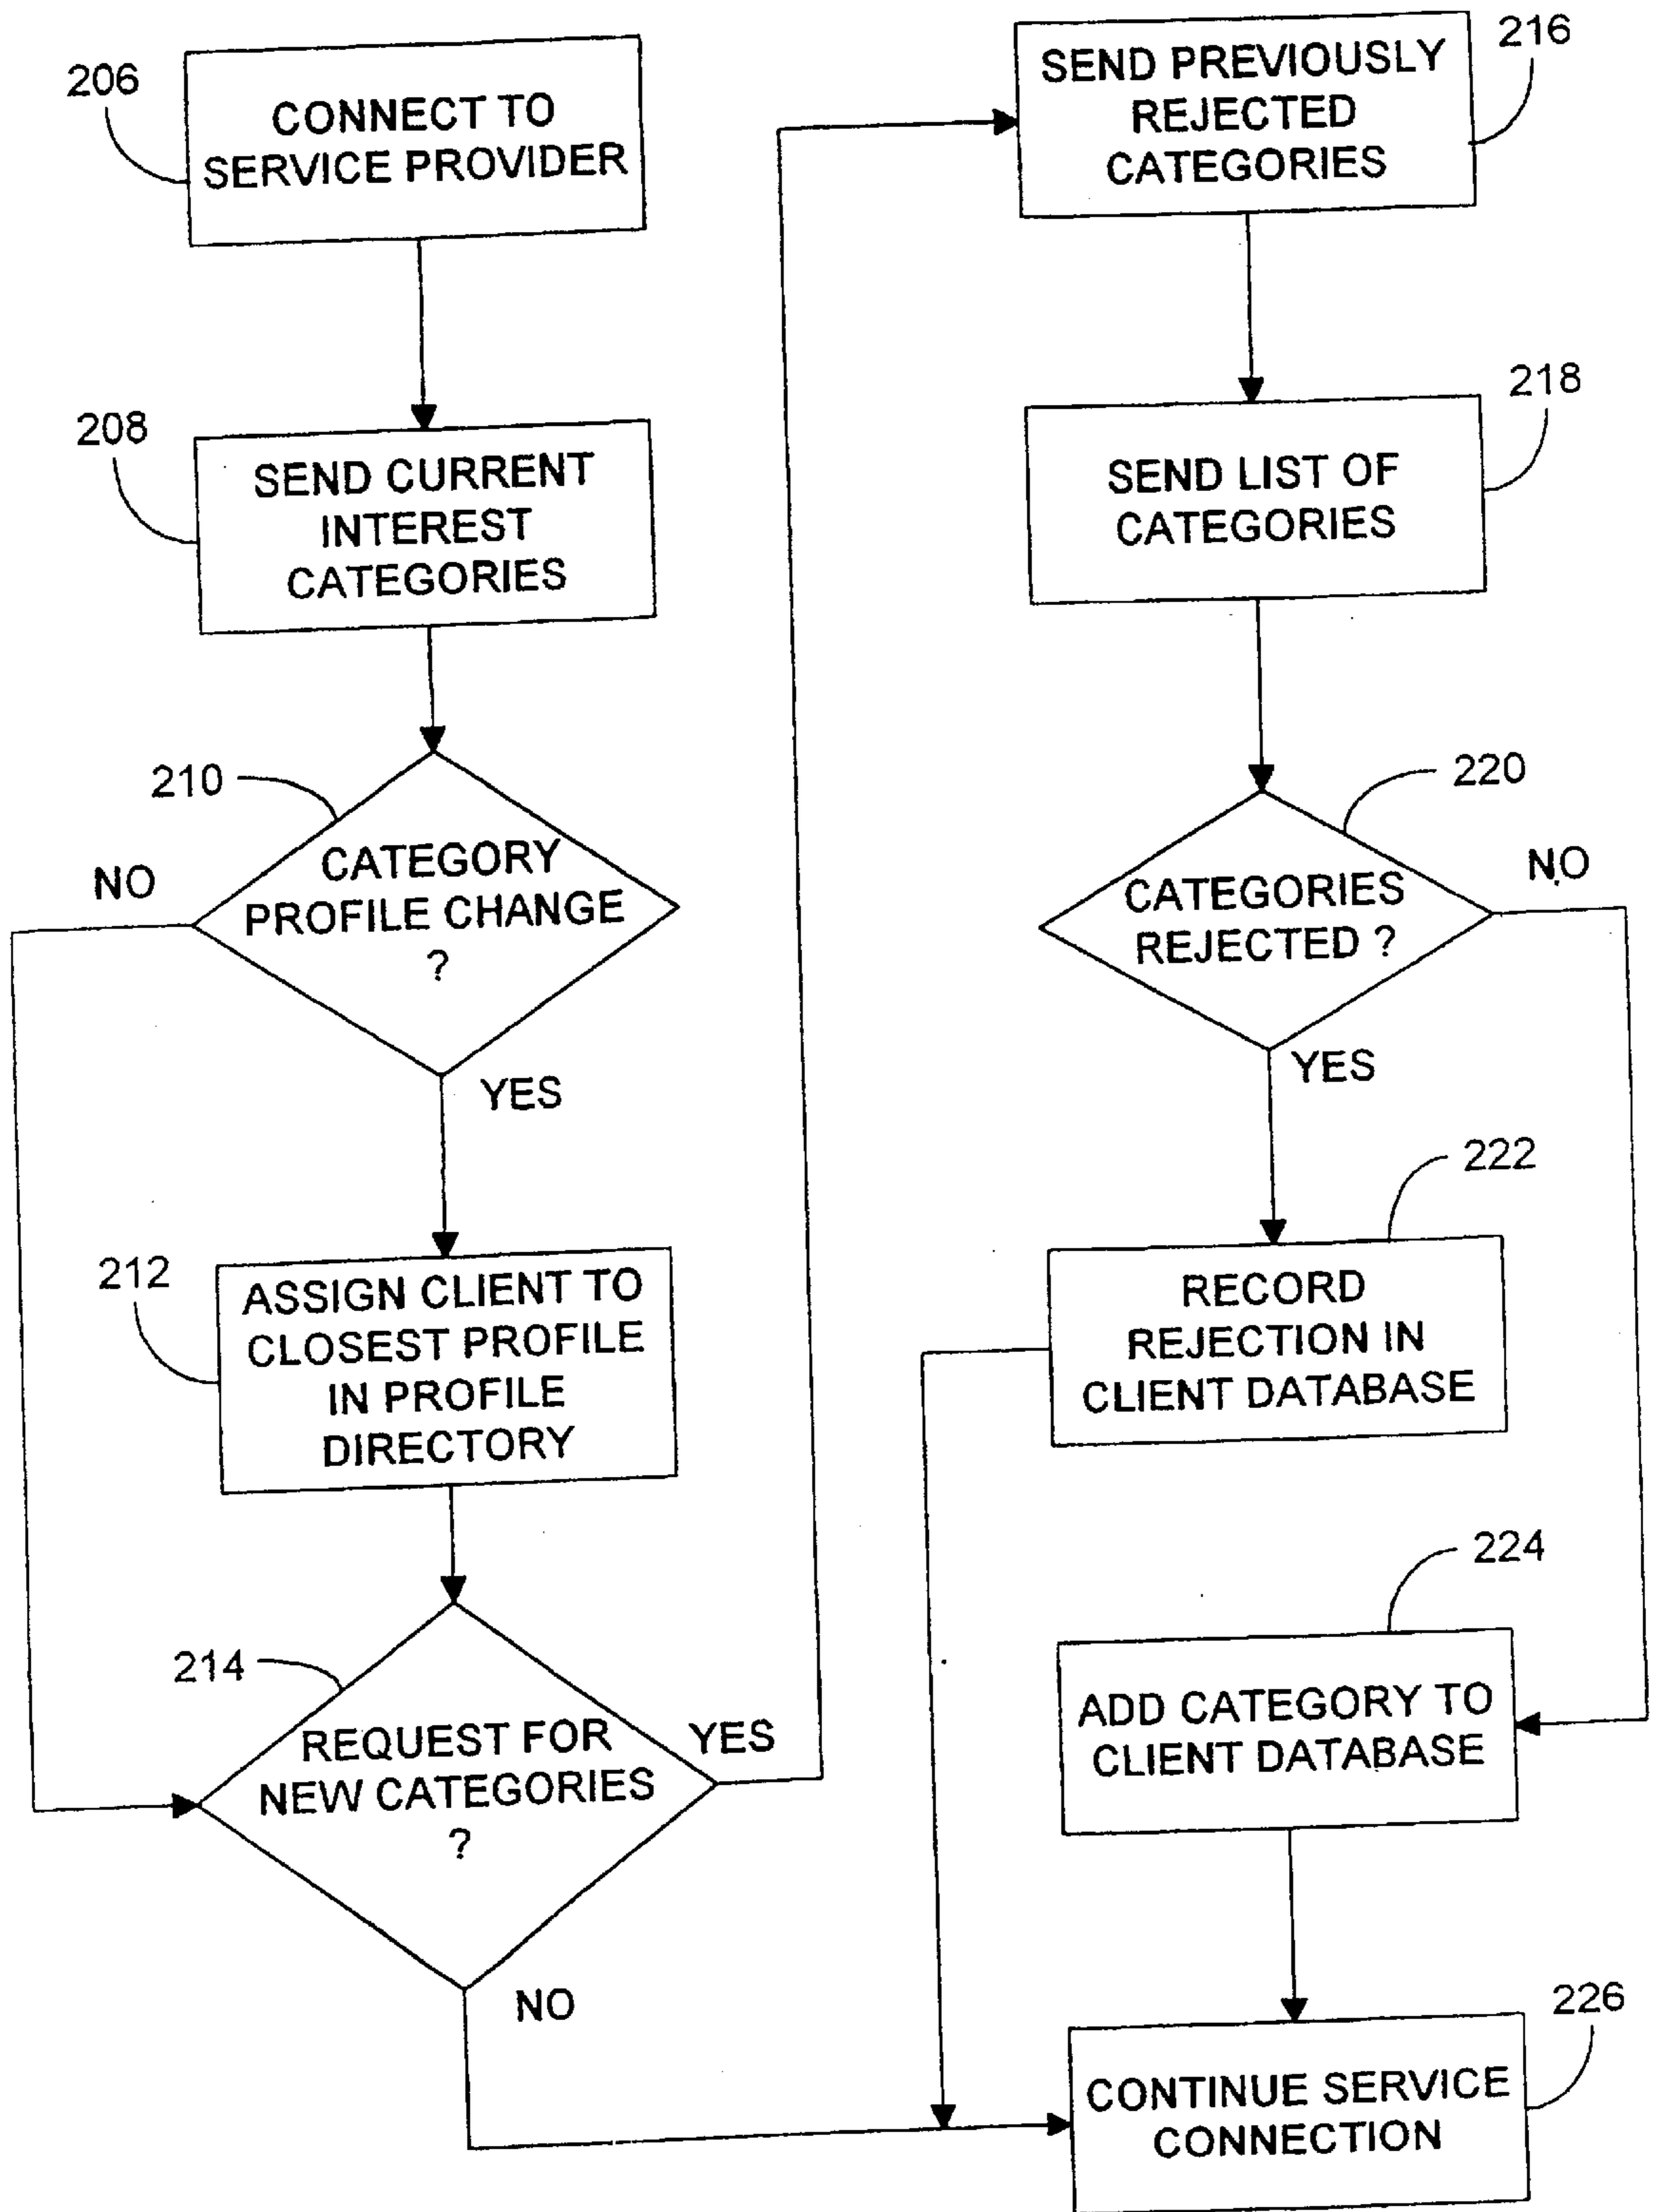 206
CONNECT TO
SERVICE PROVIDER
208
SEND CURRENT
INTEREST
CATEGORIES
210
CATEGORY
PROFILE CHANGE
?
NO
YES
212
ASSIGN CLIENT TO
CLOSEST PROFILE
IN PROFILE
DIRECTORY
214
REQUEST FOR
NEW CATEGORIES
?
YES
NO
216
SEND PREVIOUSLY
REJECTED
CATEGORIES
218
SEND LIST OF
CATEGORIES
220
CATEGORIES
REJECTED ?
NO
YES
222
RECORD
REJECTION IN
CLIENT DATABASE
224
ADD CATEGORY TO
CLIENT DATABASE
226
CONTINUE SERVICE
CONNECTION